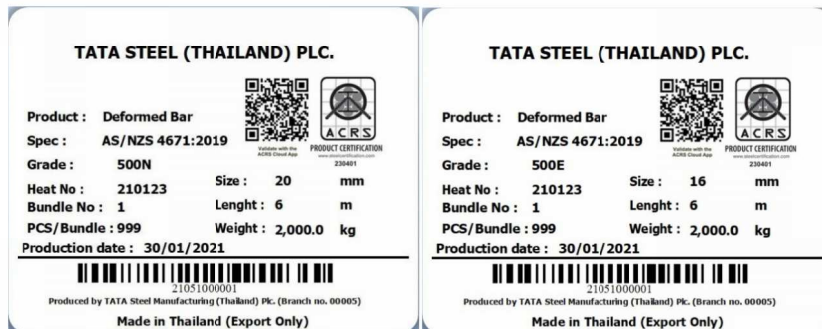 TATA STEEL (THAILAND) PLC.
Product : Deformed Bar
Spec : AS/NZS 4671:2019
Grade : 500N
Heat No : 210123
Bundle No : 1
PCS/Bundle : 999
Production date : 30/01/2021
Validate with the
ACRS Cloud App
ACRS
PRODUCT CERTIFICATION
www.steelcertification.com
230401
Size : 20 mm
Lenght : 6 m
Weight : 2,000.0 kg
21051000001
Produced by TATA Steel Manufacturing (Thailand) Plc. (Branch no. 00005)
Made in Thailand (Export Only)
TATA STEEL (THAILAND) PLC.
Product : Deformed Bar
Spec : AS/NZS 4671:2019
Grade : 500E
Heat No : 210123
Bundle No : 1
PCS/Bundle : 999
Production date : 30/01/2021
Validate with the
ACRS Cloud App
ACRS
PRODUCT CERTIFICATION
www.steelcertification.com
230401
Size : 16 mm
Lenght : 6 m
Weight : 2,000.0 kg
21051000001
Produced by TATA Steel Manufacturing (Thailand) Plc. (Branch no. 00005)
Made in Thailand (Export Only)